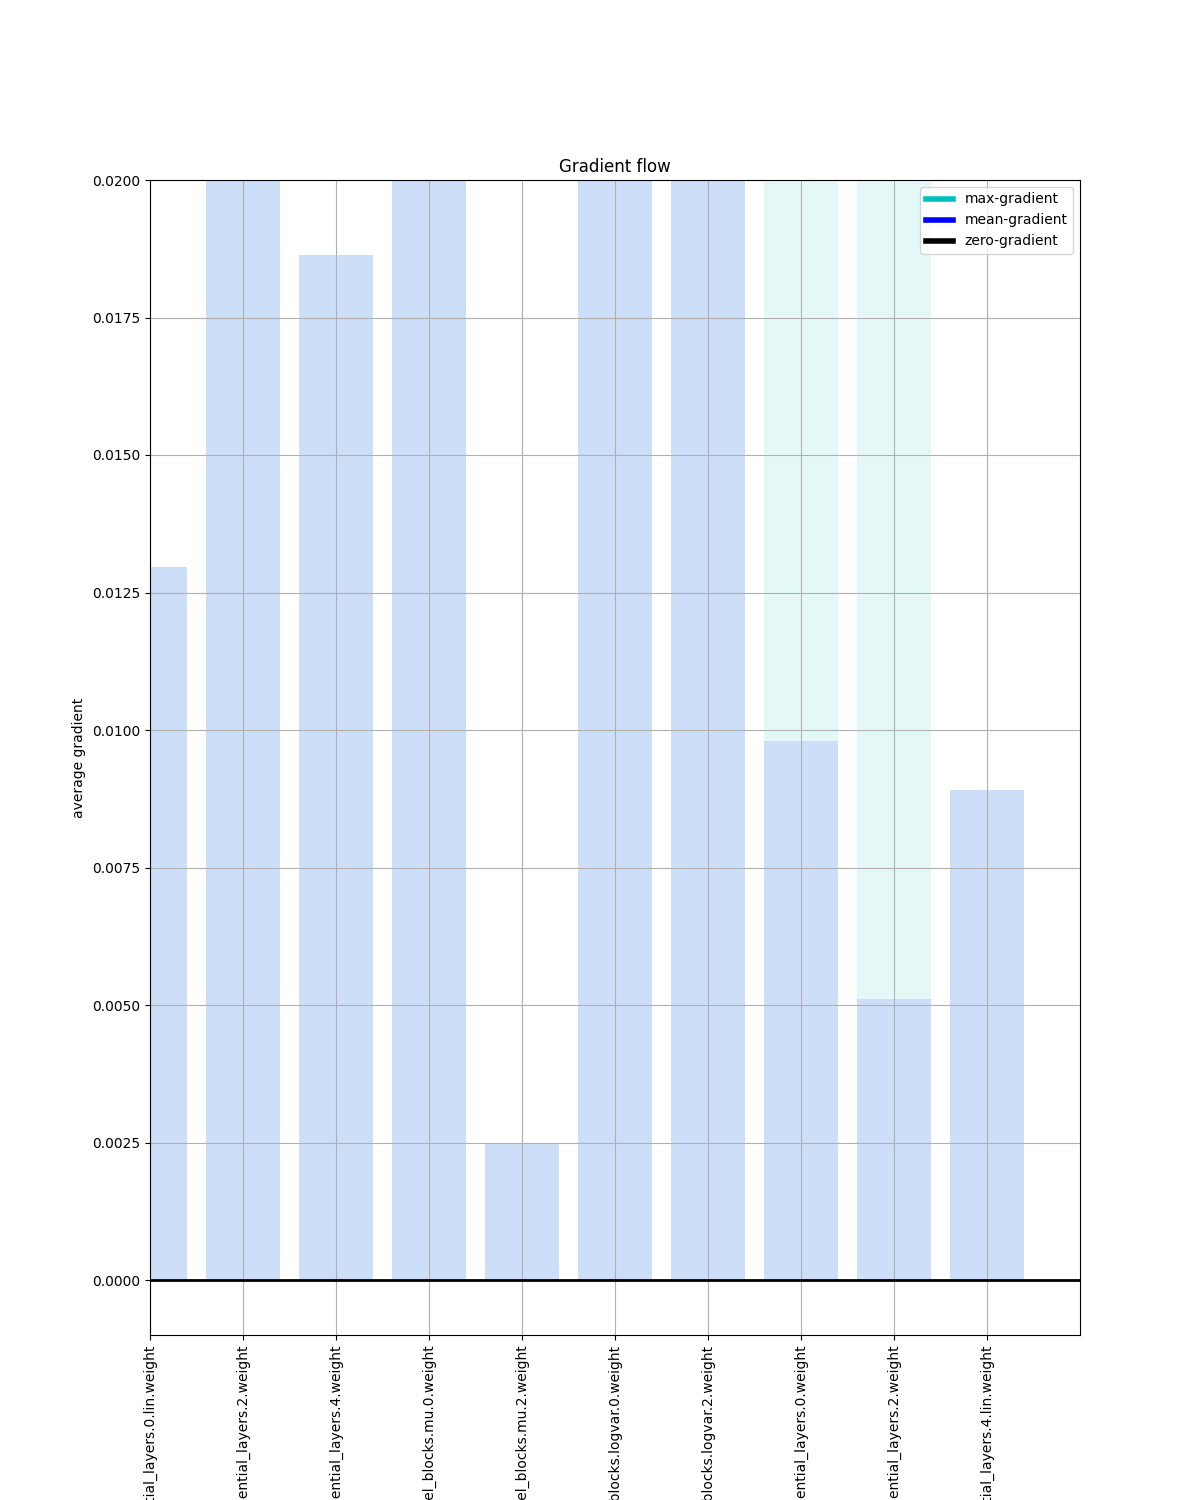 Gradient flow
max-gradient
mean-gradient
zero-gradient
0.0200
0.0175
0.0150
0.0125
0.0100
0.0075
0.0050
0.0025
0.0000
average gradient
tial_layers.0.lin.weight
ential_layers.2.weight
ential_layers.4.weight
el_blocks.mu.0.weight
el_blocks.mu.2.weight
blocks.logvar.0.weight
blocks.logvar.2.weight
ential_layers.0.weight
ential_layers.2.weight
tial_layers.4.lin.weight